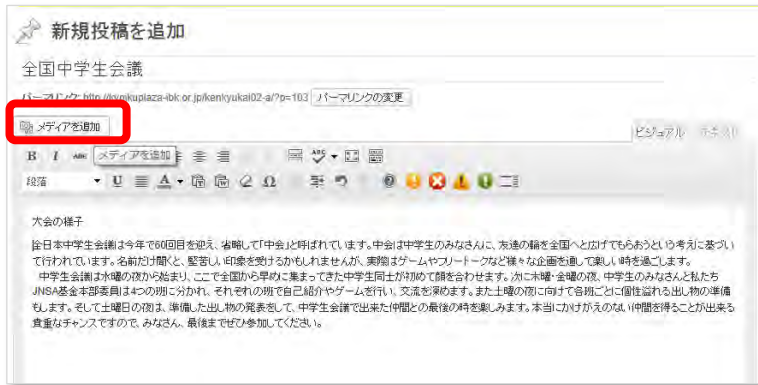 新規投稿を追加
全国中学生会議
パーマリンク: http://kyoikuplaza-ibk.or.jp/kenkyukai02-a/?p=103 パーマリンクの変更
メディアを追加
ビジュアル テキスト
B I ABC メディアを追加 ABC
段落 U A Ω
大会の様子
全日本中学生会議は今年で60回目を迎え、省略して「中会」と呼ばれています。中会は中学生のみなさんに、友達の輪を全国へと広げてもらおうという考えに基づい
て行われています。名前だけ聞くと、堅苦しい印象を受けるかもしれませんが、実際はゲームやフリートークなど様々な企画を通して楽しい時を過ごします。
中学生会議は水曜の夜から始まり、ここで全国から早めに集まってきた中学生同士が初めて顔を合わせます。次に木曜・金曜の夜、中学生のみなさんと私たち
JNSA基金本部委員は4つの班に分かれ、それぞれの班で自己紹介やゲームを行い、交流を深めます。また土曜の夜に向けて各班ごとに個性溢れる出し物の準備
もします。そして土曜日の夜は、準備した出し物の発表をして、中学生会議で出来た仲間との最後の時を楽しみます。本当にかけがえのない仲間を得ることが出来る
貴重なチャンスですので、みなさん、最後までぜひ参加してください。